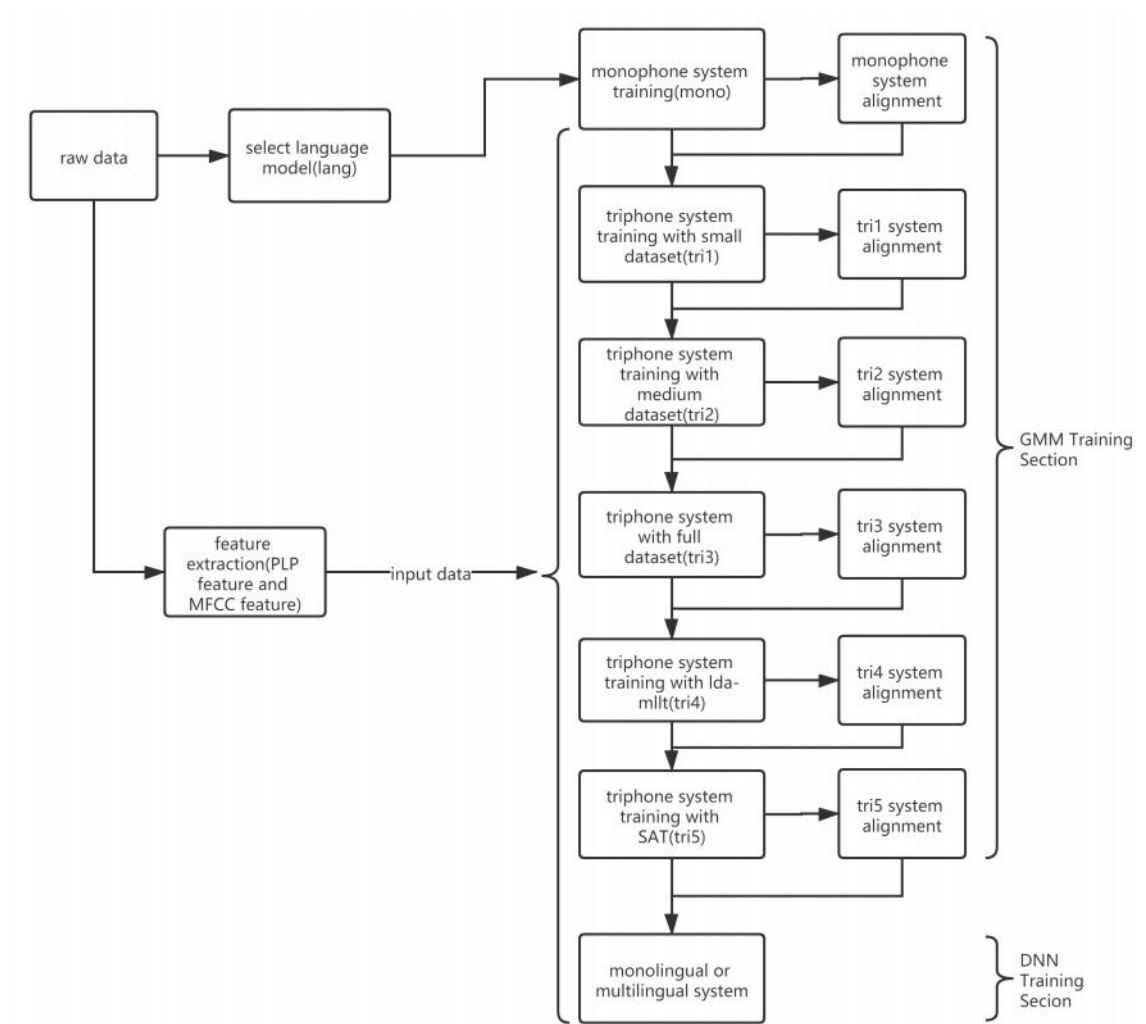 raw data
select language
model(lang)
feature
extraction(PLP
feature and
MFCC feature)
input data
monophone system
training(mono)
monophone
system
alignment
triphone system
training with small
dataset(tri1)
tri1 system
alignment
triphone system
training with
medium
dataset(tri2)
tri2 system
alignment
triphone system
with full
dataset(tri3)
tri3 system
alignment
triphone system
training with lda-
mllt(tri4)
tri4 system
alignment
triphone system
training with
SAT(tri5)
tri5 system
alignment
monolingual or
multilingual system
GMM Training
Section
DNN
Training
Secion